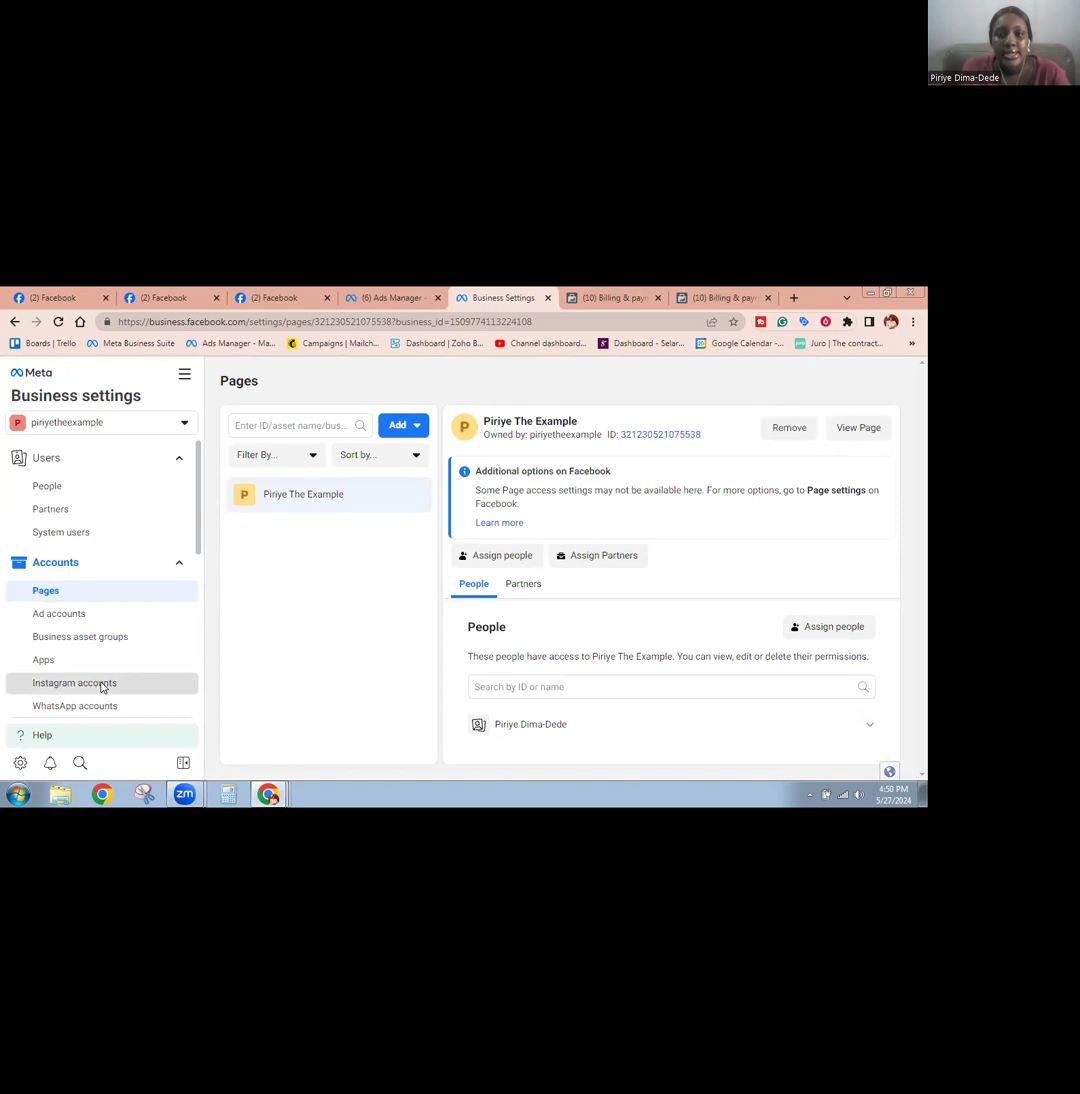 Piriye Dima-Dede
(2) Facebook
(2) Facebook
(2) Facebook
(6) Ads Manager -
Business Settings
(10) Billing & payn
(10) Billing & payn
https://business.facebook.com/settings/pages/321230521075538?business_id=1509774113224108
Boards | Trello
Meta Business Suite
Ads Manager - Ma...
Campaigns | Mailch...
Dashboard | Zoho B...
Channel dashboard...
Dashboard - Selar...
Google Calendar -...
Juro | The contract...
Meta
Business settings
P piriyetheexample
Users
People
Partners
System users
Accounts
Pages
Ad accounts
Business asset groups
Apps
Instagram accounts
WhatsApp accounts
? Help
Pages
Enter ID/asset name/bus...
Add
Filter By...
Sort by...
P Piriye The Example
P
Piriye The Example
Owned by: piriyetheexample ID: 321230521075538
Remove
View Page
Additional options on Facebook
Some Page access settings may not be available here. For more options, go to Page settings on
Facebook.
Learn more
Assign people
Assign Partners
People
Partners
People
Assign people
These people have access to Piriye The Example. You can view, edit or delete their permissions.
Search by ID or name
Piriye Dima-Dede
zm
4:50 PM
5/27/2024